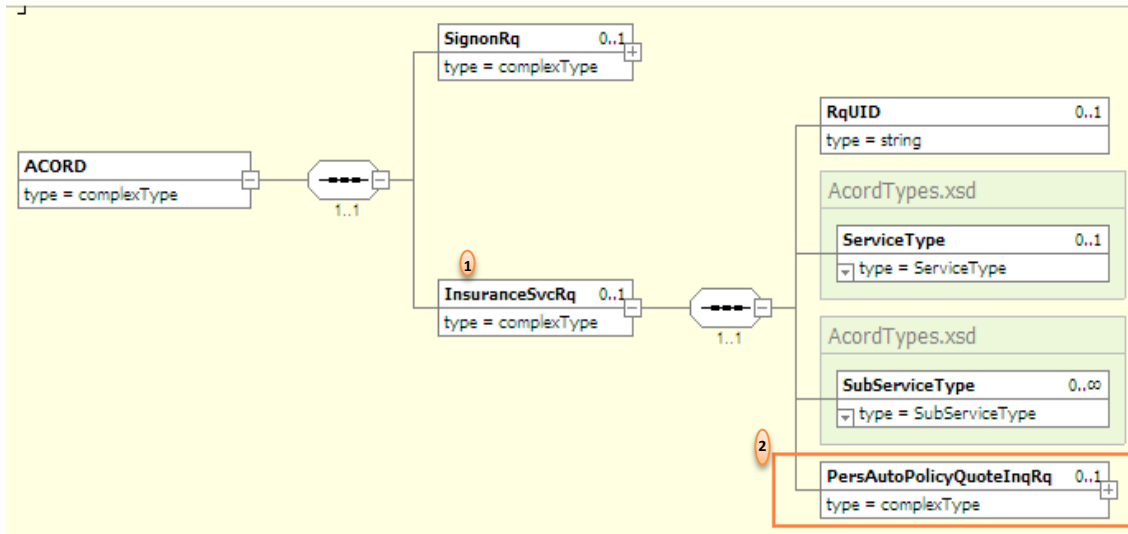 SignonRq 0..1
type = complexType
RqUID 0..1
type = string
ACORD
type = complexType
1..1
AcordTypes.xsd
ServiceType 0..1
type = ServiceType
1
InsuranceSvcRq 0..1
type = complexType
1..1
AcordTypes.xsd
SubServiceType 0..∞
type = SubServiceType
2
PersAutoPolicyQuoteInqRq 0..1
type = complexType